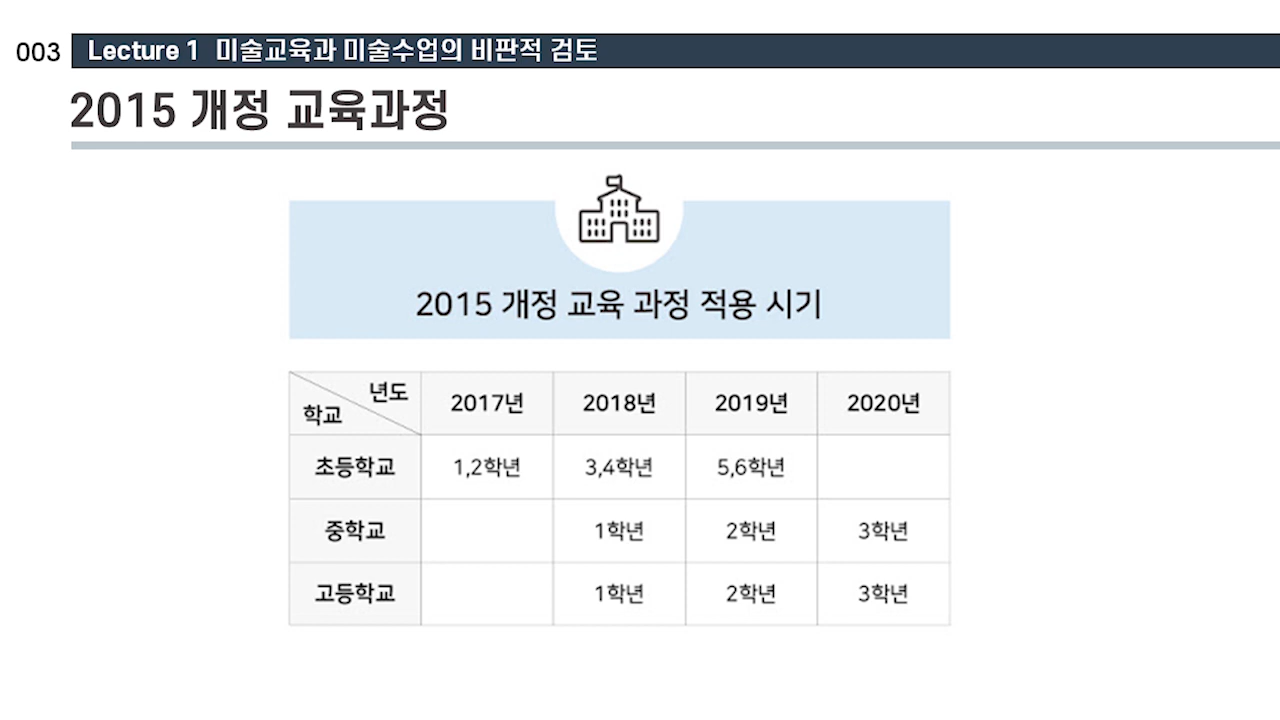 003 Lecture 1 미술교육과 미술수업의 비판적 검토
2015 개정 교육과정
2015 개정 교육 과정 적용 시기
년도
학교
2017년 2018년 2019년 2020년
초등학교 1,2학년 3,4학년 5,6학년
중학교 1학년 2학년 3학년
고등학교 1학년 2학년 3학년